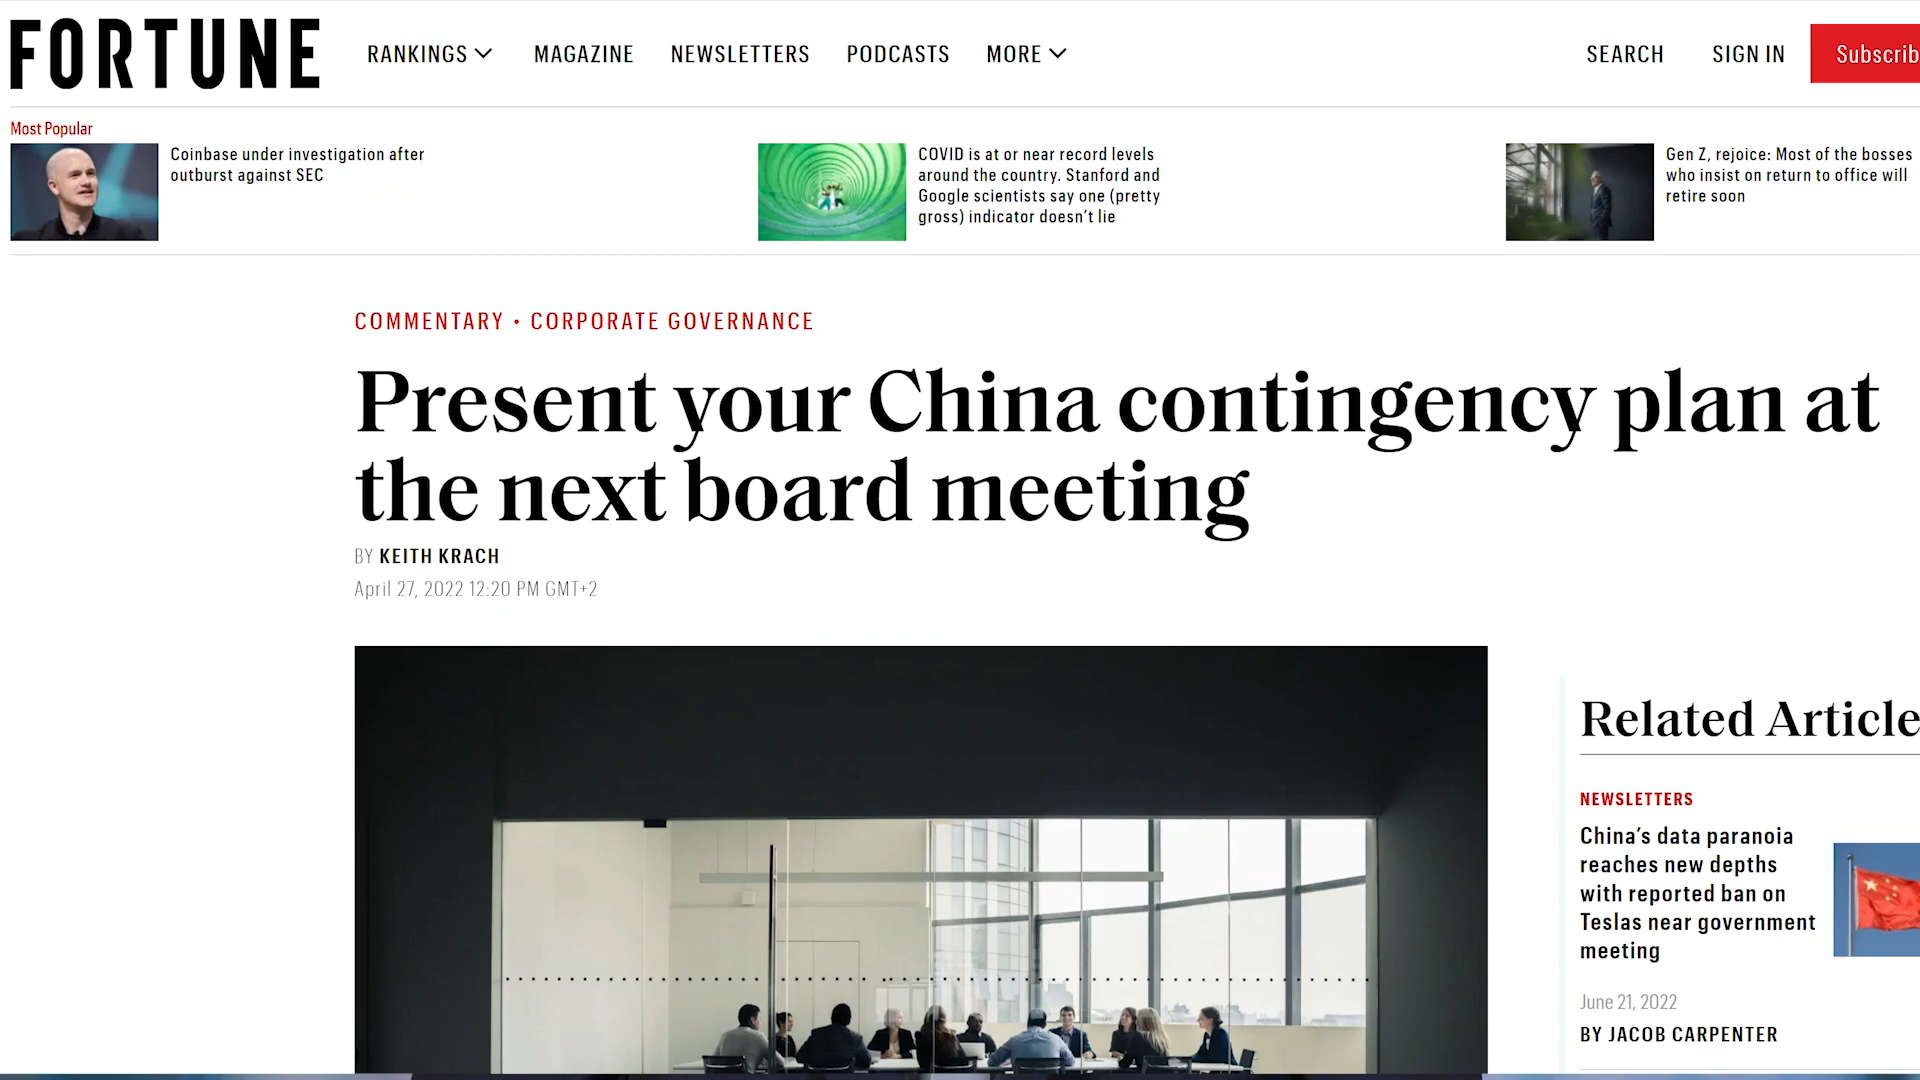 FORTUNE
RANKINGS
MAGAZINE
NEWSLETTERS
PODCASTS
MORE
SEARCH
SIGN IN
Subscrib
Most Popular
Coinbase under investigation after
outburst against SEC
COVID is at or near record levels
around the country. Stanford and
Google scientists say one (pretty
gross) indicator doesn't lie
Gen Z, rejoice: Most of the bosses
who insist on return to office will
retire soon
COMMENTARY • CORPORATE GOVERNANCE
Present your China contingency plan at
the next board meeting
BY KEITH KRACH
April 27, 2022 12:20 PM GMT+2
Related Article
NEWSLETTERS
China's data paranoia
reaches new depths
with reported ban on
Teslas near government
meeting
June 21, 2022
BY JACOB CARPENTER